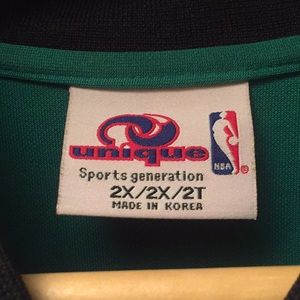 unique
NBA
®
Sports generation
2X/2X/2T
MADE IN KOREA